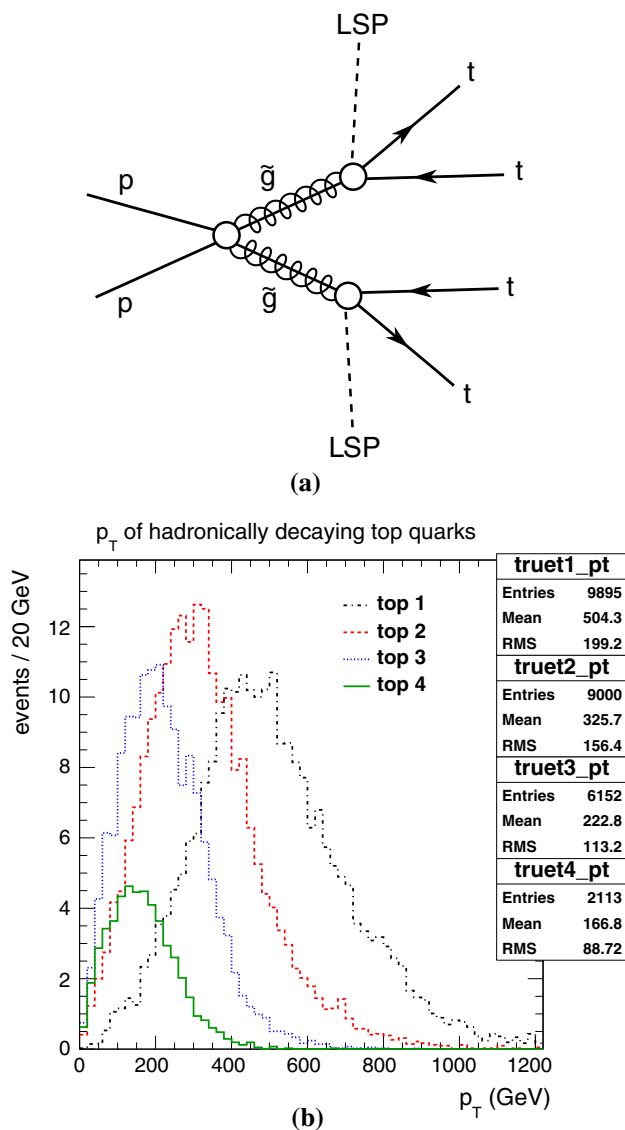 LSP
t
p
g̃
t
p
g̃
t
t
LSP
(a)
p_T of hadronically decaying top quarks
events / 20 GeV
12
10
8
6
4
2
0
top 1
top 2
top 3
top 4
truet1_pt
Entries 9895
Mean 504.3
RMS 199.2
truet2_pt
Entries 9000
Mean 325.7
RMS 156.4
truet3_pt
Entries 6152
Mean 222.8
RMS 113.2
truet4_pt
Entries 2113
Mean 166.8
RMS 88.72
0 200 400 600 800 1000 1200
p_T (GeV)
(b)